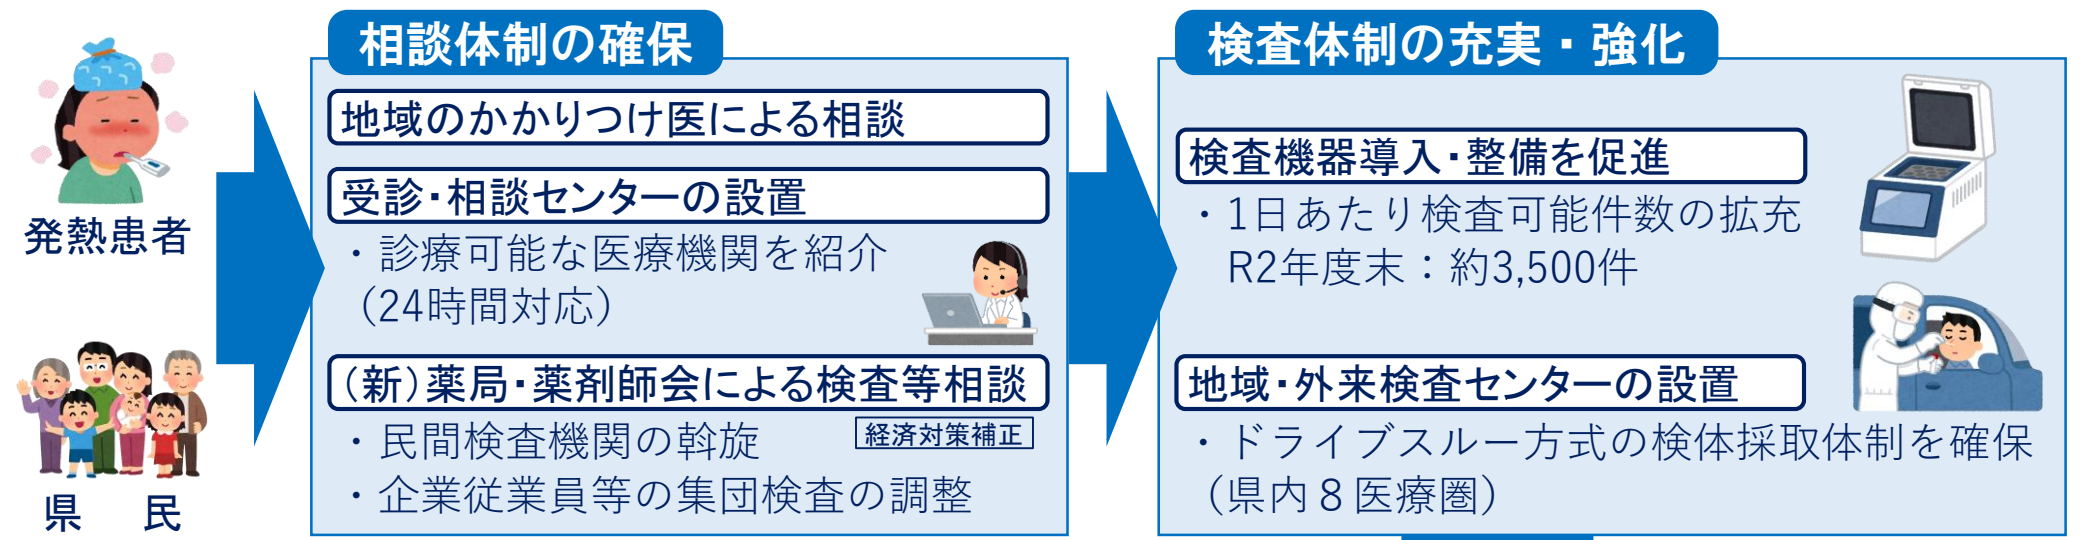 発熱患者
県 民
相談体制の確保
地域のかかりつけ医による相談
受診・相談センターの設置
・診療可能な医療機関を紹介
(24時間対応)
(新)薬局・薬剤師会による検査等相談
・民間検査機関の斡旋
経済対策補正
・企業従業員等の集団検査の調整
検査体制の充実・強化
検査機器導入・整備を促進
・1日あたり検査可能件数の拡充
R2年度末：約3,500件
地域・外来検査センターの設置
・ドライブスルー方式の検体採取体制を確保
(県内８医療圏)